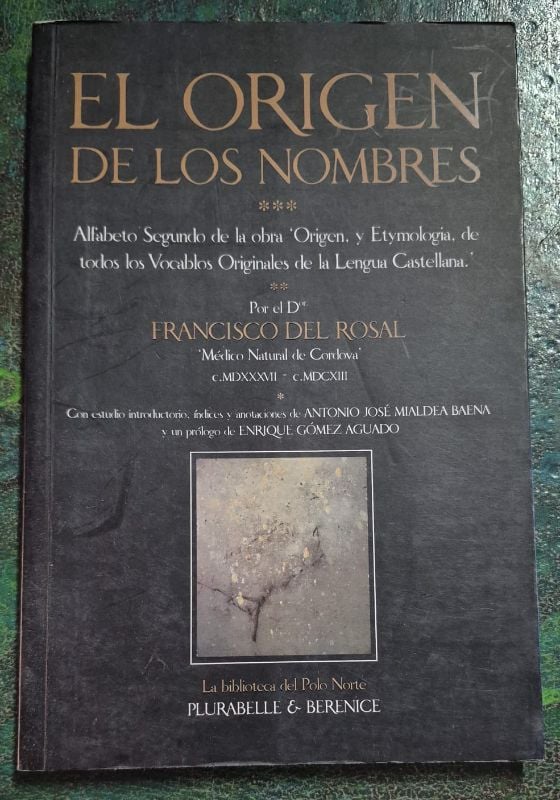 EL ORIGEN
DE LOS NOMBRES
***
Alfabeto Segundo de la obra 'Origen, y Etymologia, de
todos los Vocablos Originales de la Lengua Castellana.'
**
Por el Dor
FRANCISCO DEL ROSAL
'Médico Natural de Cordova'
c.MDXXXVII - c.MDCXIII
*
Con estudio introductorio, índices y anotaciones de ANTONIO JOSÉ MIALDEA BAENA
y un prólogo de ENRIQUE GÓMEZ AGUADO
La biblioteca del Polo Norte
PLURABELLE & BERENICE